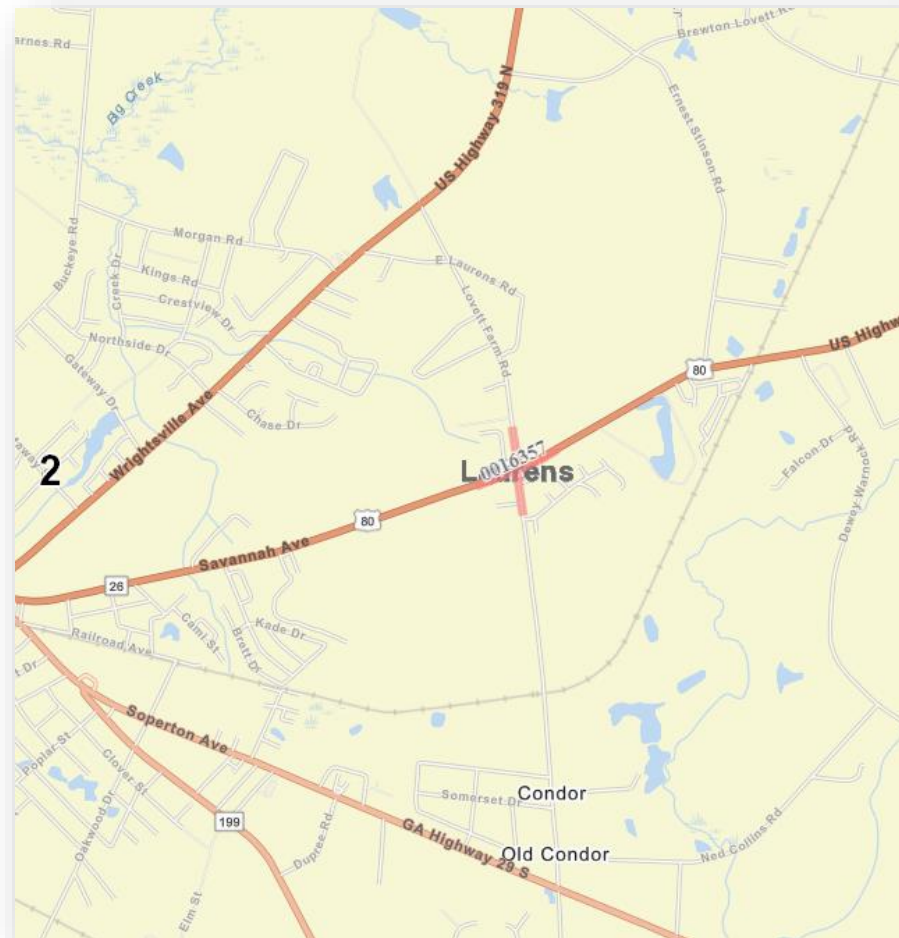 Brewton Lovett Rd
arnes Rd
Big Creek
US Highway 319 N
Ernest Stinson Rd
Buckeye Rd
Morgan Rd
Creek Dr
Kings Rd
E Laurens Rd
Lovett Farm Rd
Crestview Dr
Northside Dr
US Highw
80
Gateway Dr
Wrightsville Ave
Chase Dr
taway
2
0016357
Laurens
Falcon Dr
Dewey Warnock Rd
80
Savannah Ave
26
Cami St
Kade Dr
Brett Dr
Railroad Ave
t Dr
Soperton Ave
Poplar St
Clover St
Condor
Somerset Dr
Oakwood Dr
199
Dupree Rd
GA Highway 29 S
Old Condor
Ned Collins Rd
Elm St